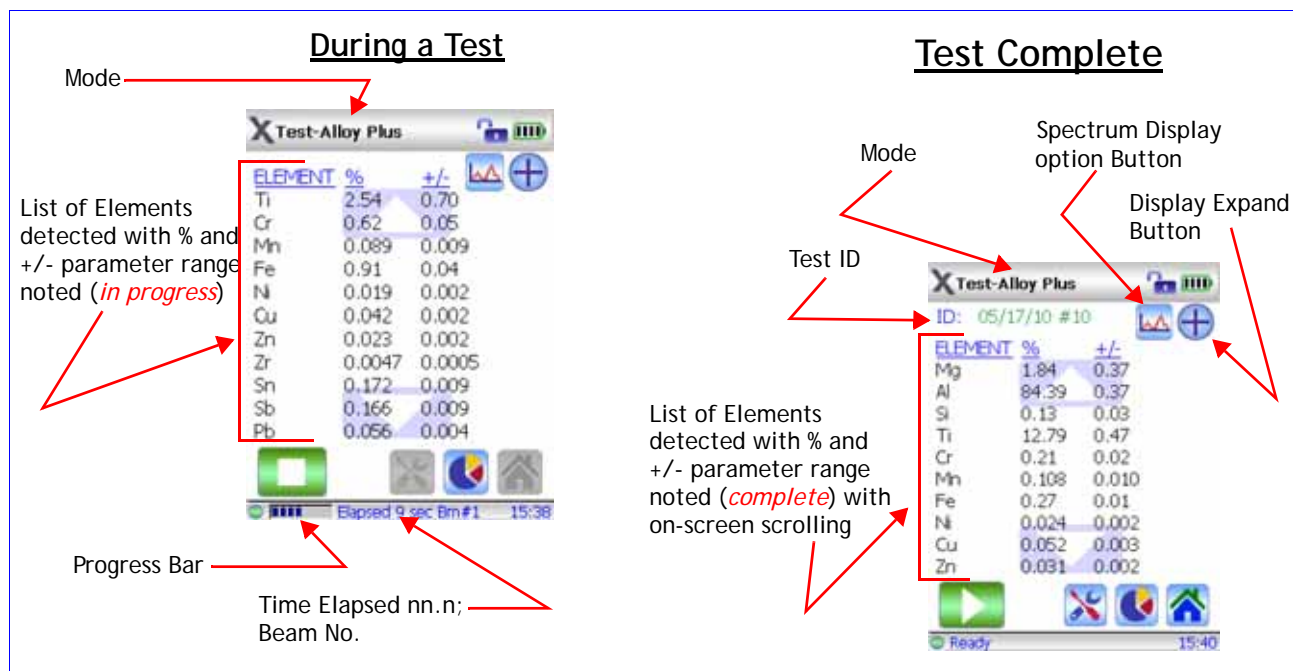 During a Test
Mode
X Test-Alloy Plus
ELEMENT % +/-
Ti 2.54 0.70
Cr 0.62 0.05
Mn 0.089 0.009
Fe 0.91 0.04
Ni 0.019 0.002
Cu 0.042 0.002
Zn 0.023 0.002
Zr 0.0047 0.0005
Sn 0.172 0.009
Sb 0.166 0.009
Pb 0.056 0.004
Elapsed 9 sec Bm#1 15:38
List of Elements
detected with % and
+/- parameter range
noted (in progress)
Progress Bar
Time Elapsed nn.n;
Beam No.
Test Complete
Spectrum Display
option Button
Mode
Display Expand
Button
Test ID
X Test-Alloy Plus
ID: 05/17/10 #10
ELEMENT % +/-
Mg 1.84 0.37
Al 84.39 0.37
Si 0.13 0.03
Ti 12.79 0.47
Cr 0.21 0.02
Mn 0.108 0.010
Fe 0.27 0.01
Ni 0.024 0.002
Cu 0.052 0.003
Zn 0.031 0.002
Ready 15:40
List of Elements
detected with % and
+/- parameter range
noted (complete) with
on-screen scrolling